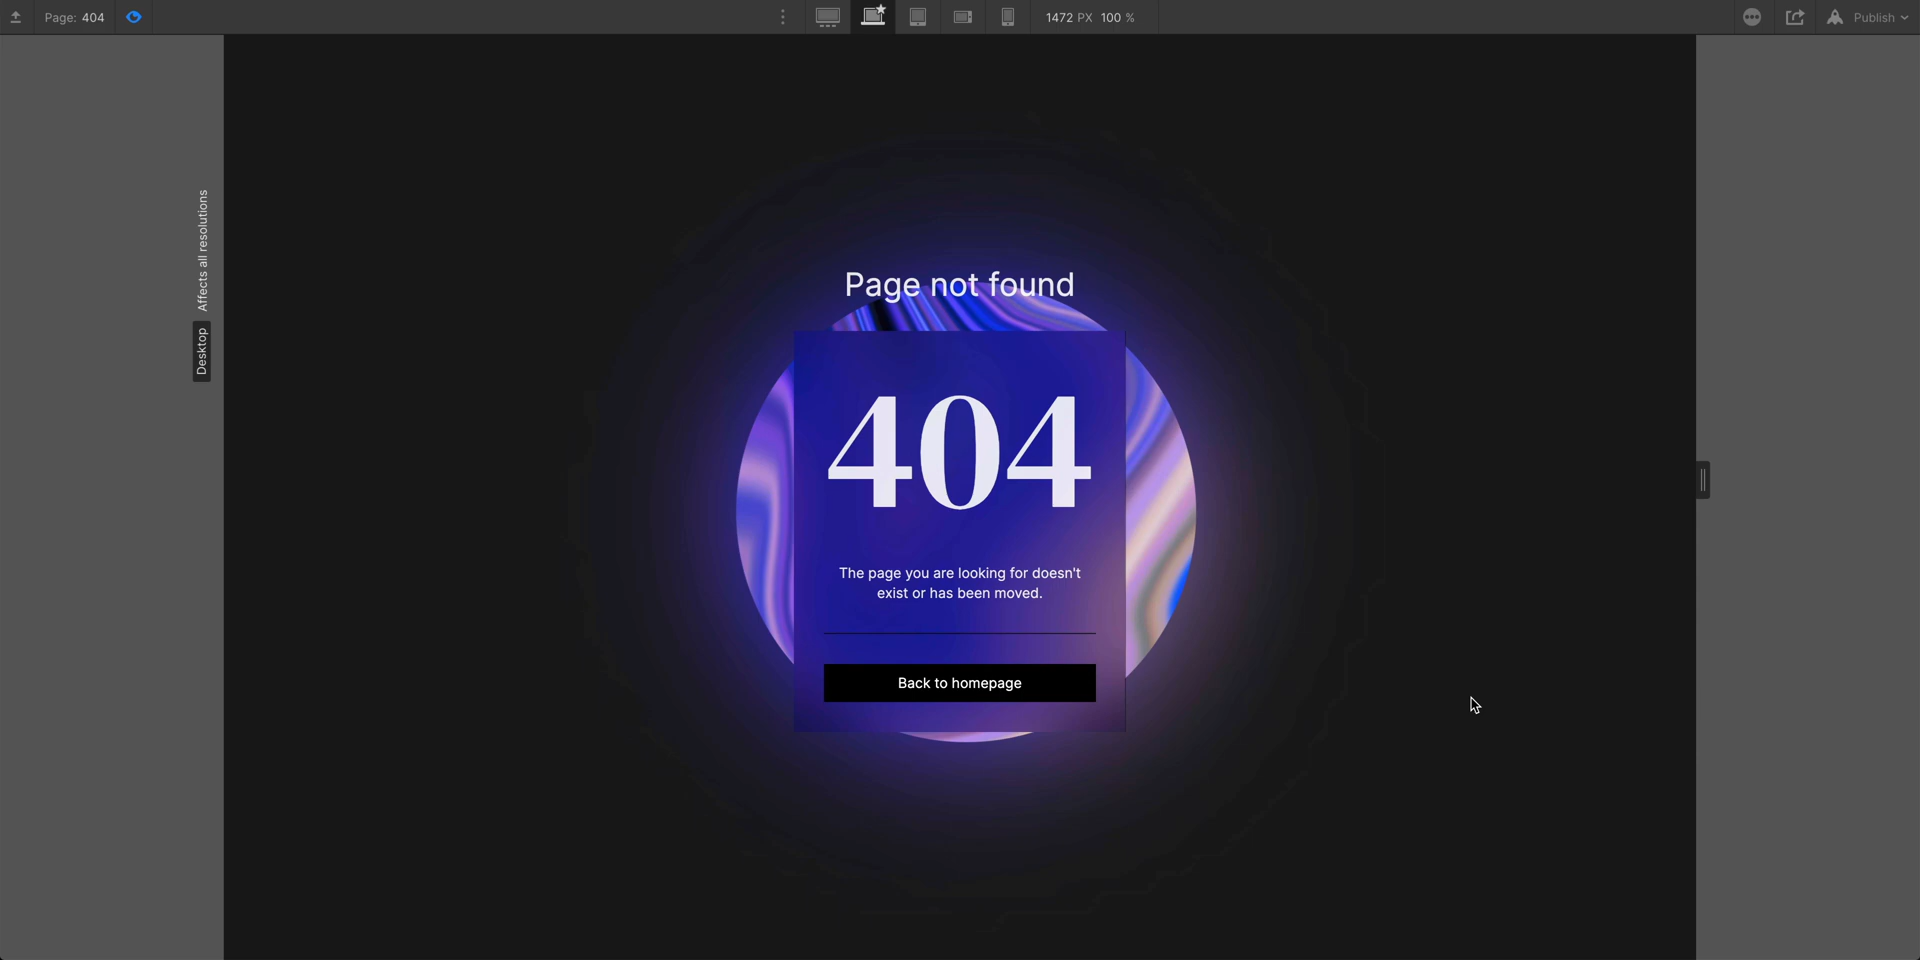 Page: 404
1472 PX 100 %
Publish
Affects all resolutions
Desktop
Page not found
404
The page you are looking for doesn't
exist or has been moved.
Back to homepage